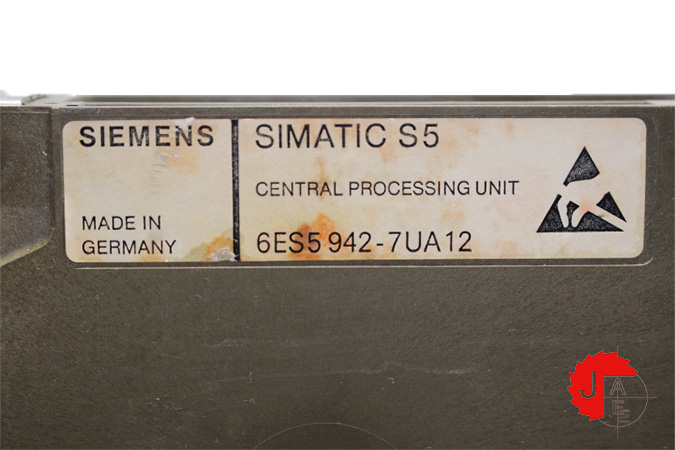 SIEMENS
MADE IN
GERMANY
SIMATIC S5
CENTRAL PROCESSING UNIT
6ES5 942-7UA12
J
A
E
E